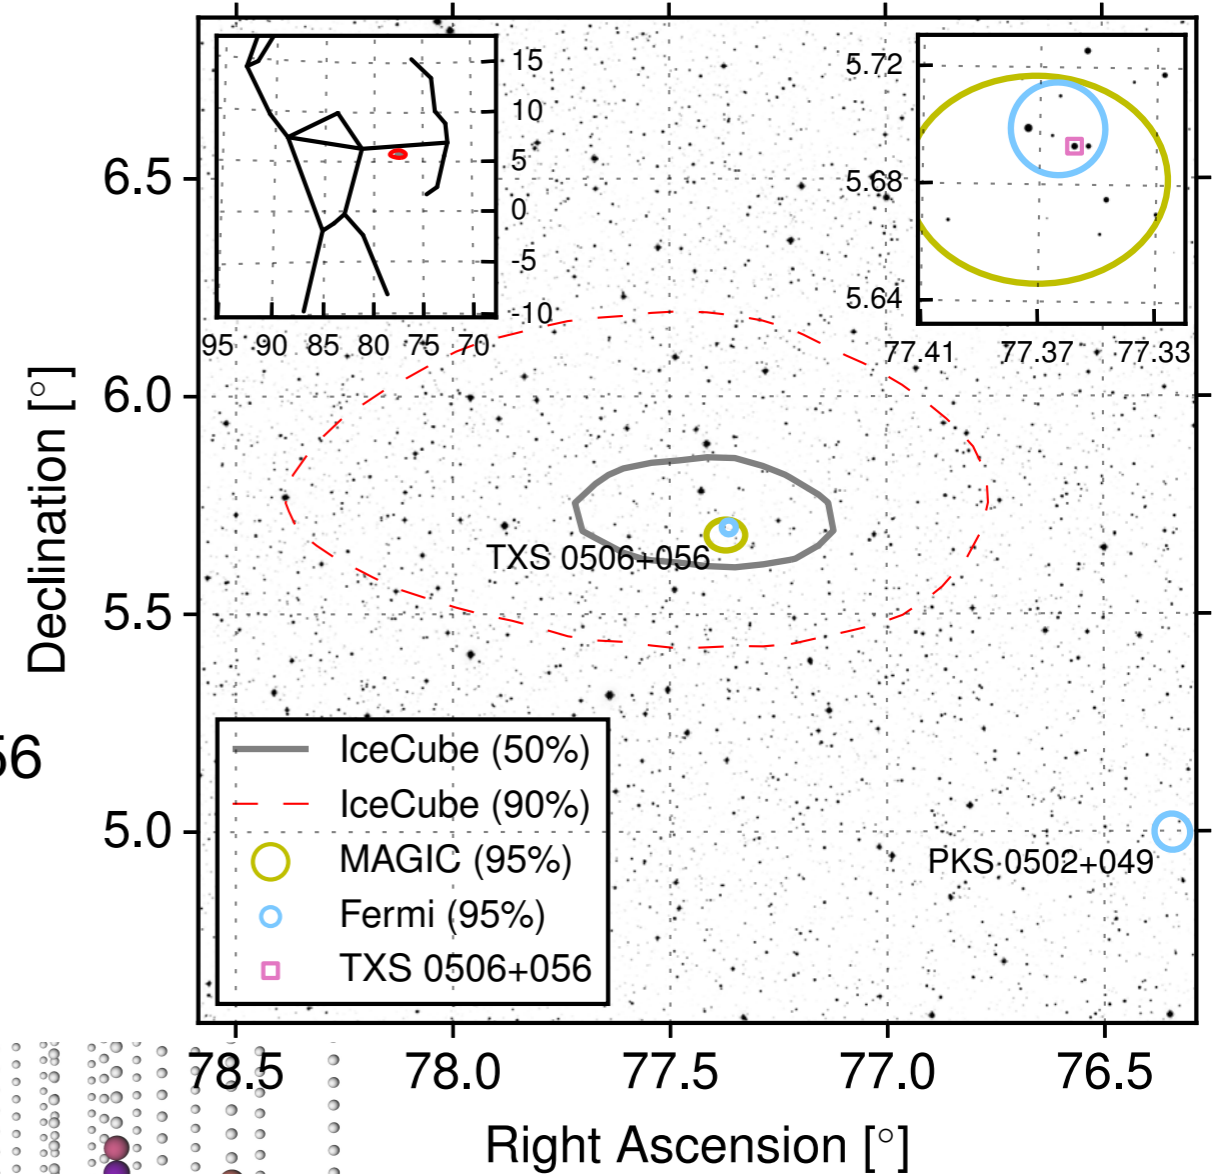 15
10
5
0
-5
-10
95 90 85 80 75 70
5.72
5.68
5.64
77.41 77.37 77.33
6.5
6.0
5.5
5.0
Declination [°]
TXS 0506+056
PKS 0502+049
IceCube (50%)
IceCube (90%)
MAGIC (95%)
Fermi (95%)
TXS 0506+056
56
78.5 78.0 77.5 77.0 76.5
Right Ascension [°]